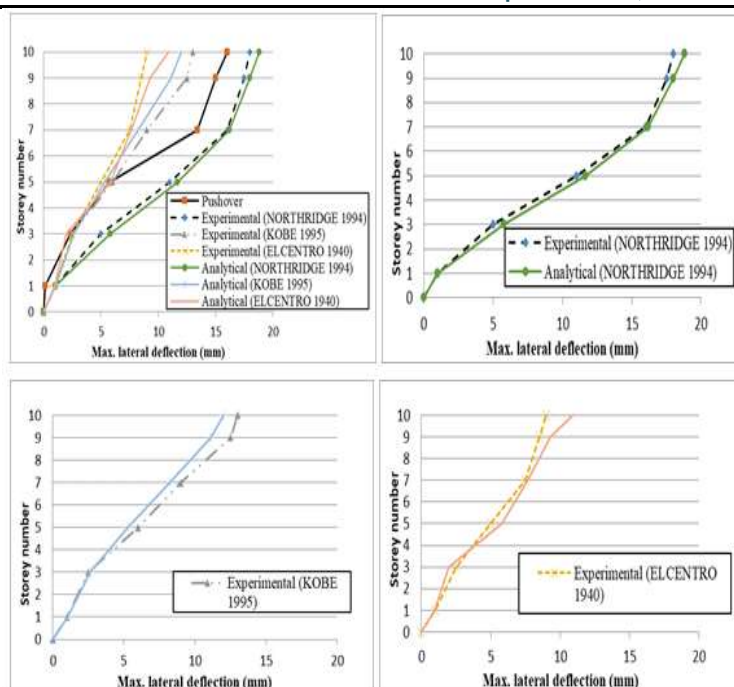 10
9
8
7
6
5
4
3
2
1
0
Storey number
0 5 10 15 20
Max. lateral deflection (mm)
Pushover
Experimental (NORTHRIDGE 1994)
Experimental (KOBE 1995)
Experimental (ELCENTRO 1940)
Analytical (NORTHRIDGE 1994)
Analytical (KOBE 1995)
Analytical (ELCENTRO 1940)
10
9
8
7
6
5
4
3
2
1
0
Storey number
0 5 10 15 20
Max. lateral deflection (mm)
Experimental (NORTHRIDGE 1994)
Analytical (NORTHRIDGE 1994)
10
9
8
7
6
5
4
3
2
1
0
Storey number
0 5 10 15 20
Max. lateral deflection (mm)
Experimental (KOBE
1995)
10
9
8
7
6
5
4
3
2
1
0
Storey number
0 5 10 15 20
Max. lateral deflection (mm)
Experimental (ELCENTRO
1940)